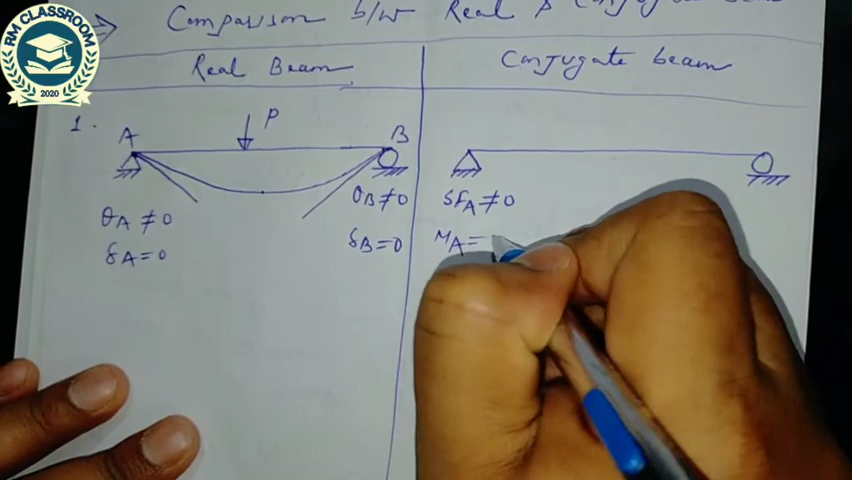 RM CLASSROOM
2020
Comparison b/w Real &
Real Beam
Conjugate beam
1.
A
P
B
θA ≠ 0
δA = 0
θB ≠ 0
δB = 0
SFA ≠ 0
MA =